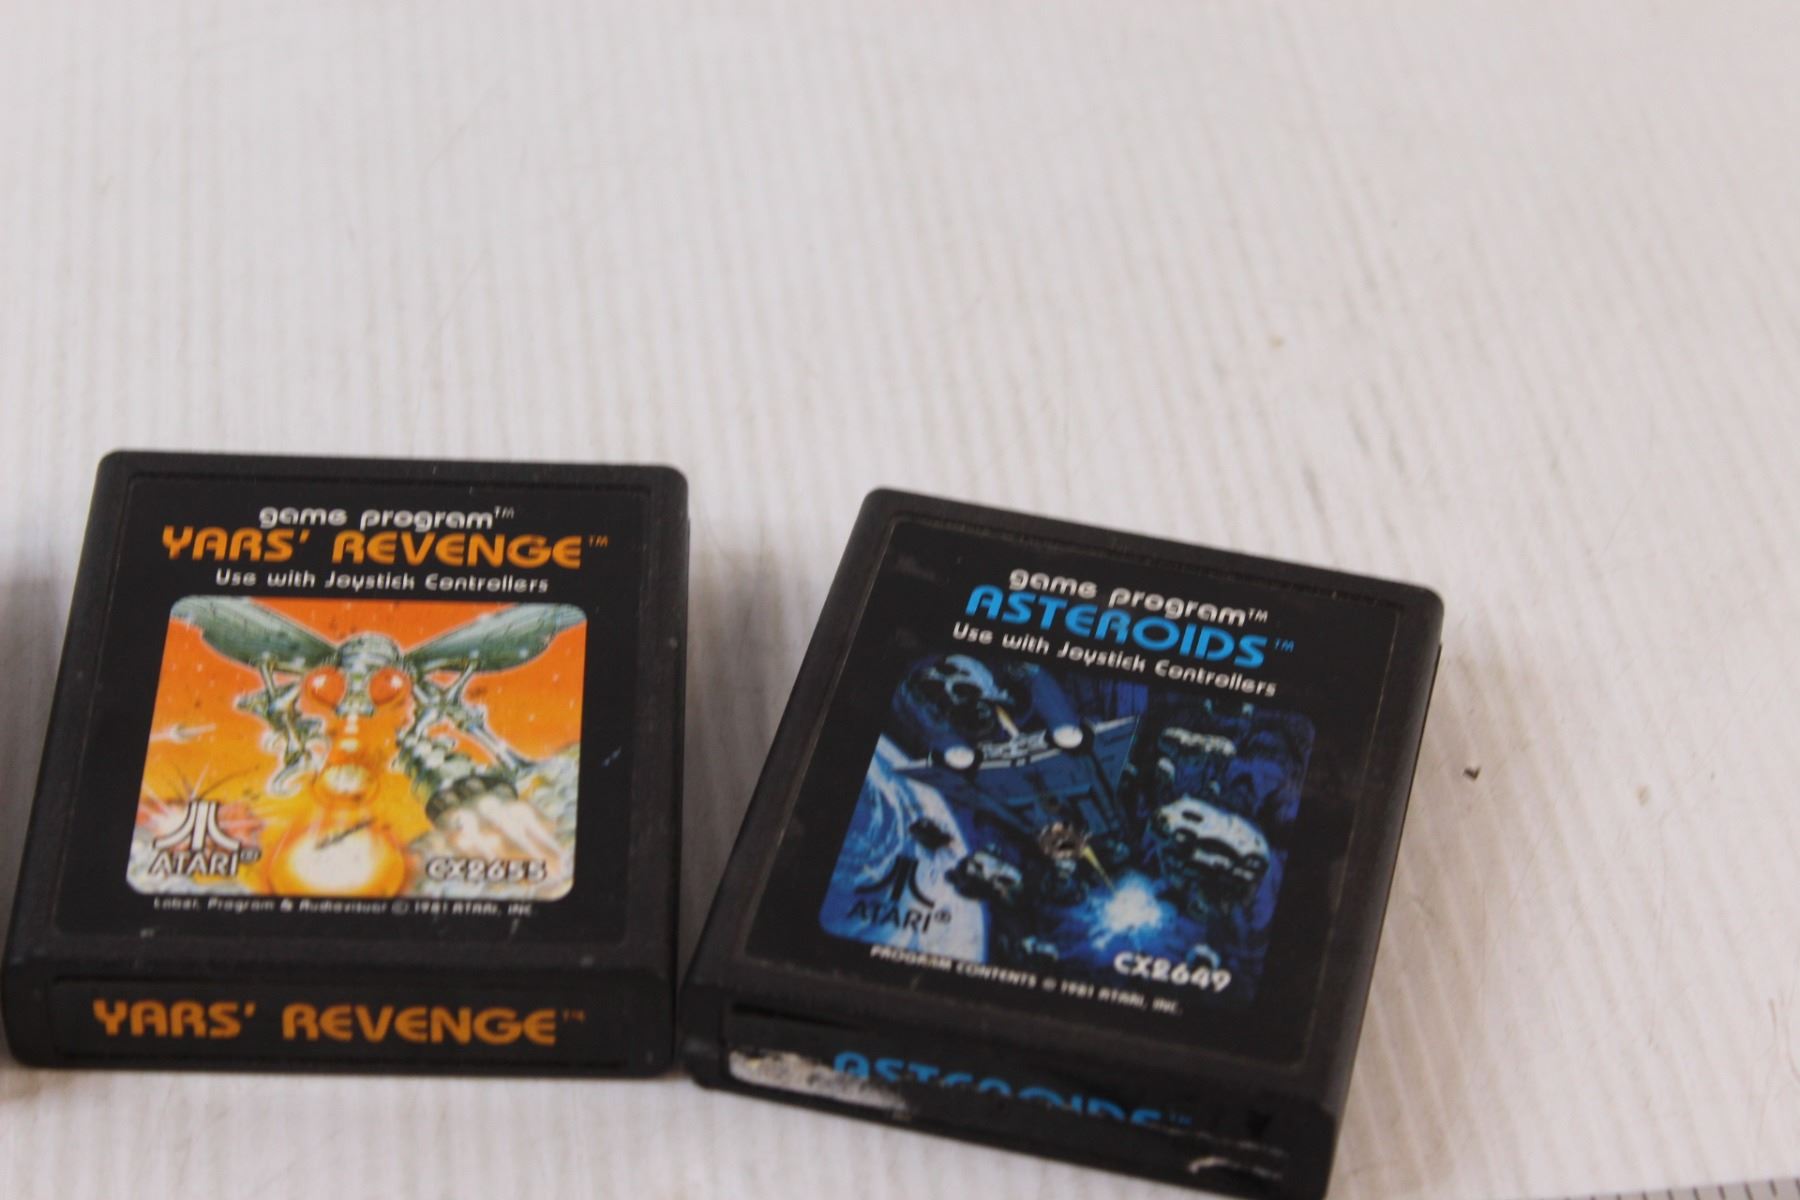 game program™
YARS' REVENGE™
Use with Joystick Controllers
ATARI®
CX2655
Label, Program & Audiovisual © 1981 ATARI, INC.
YARS' REVENGE™
game program™
ASTEROIDS™
Use with Joystick Controllers
ATARI®
CX2649
PROGRAM CONTENTS © 1981 ATARI, INC.
ASTEROIDS™